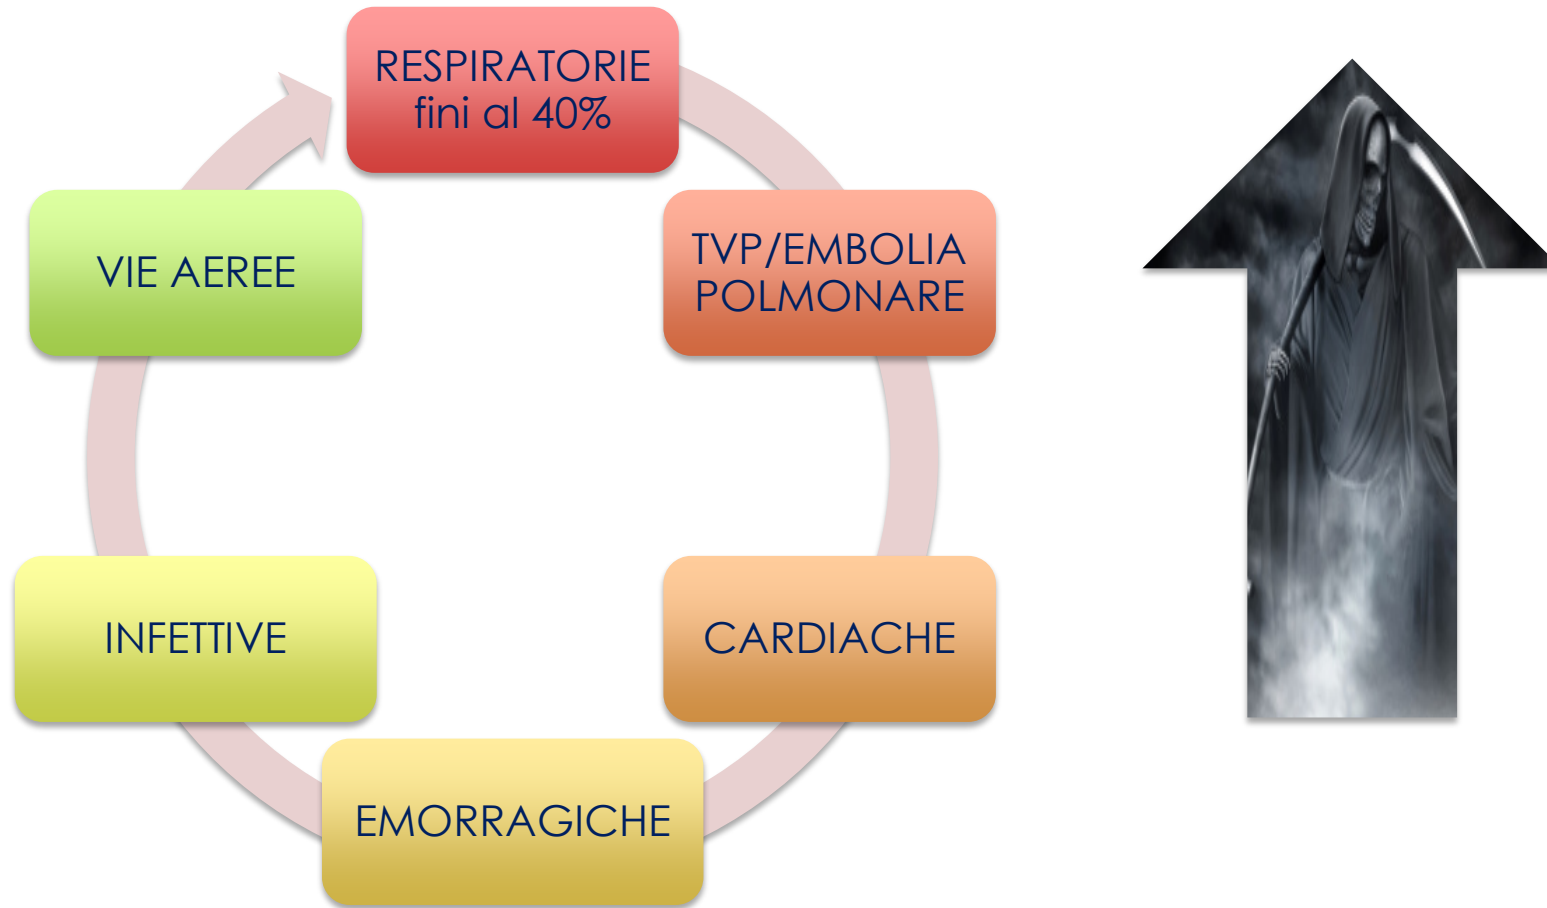 RESPIRATORIE
fini al 40%
TVP/EMBOLIA
POLMONARE
CARDIACHE
EMORRAGICHE
INFETTIVE
VIE AEREE